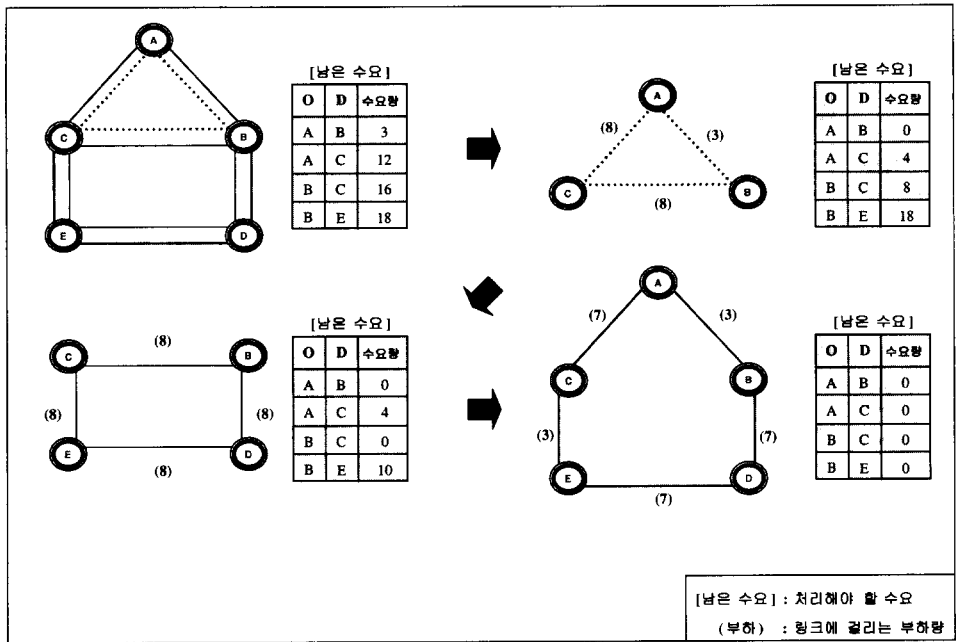 A
C
B
E
D
[남은 수요]
O D 수요량
A B 3
A C 12
B C 16
B E 18
A
(8)
(3)
C
B
(8)
[남은 수요]
O D 수요량
A B 0
A C 4
B C 8
B E 18
(8)
C
B
(8)
(8)
E
D
(8)
[남은 수요]
O D 수요량
A B 0
A C 4
B C 0
B E 10
A
(7)
(3)
C
B
(3)
(7)
E
D
(7)
[남은 수요]
O D 수요량
A B 0
A C 0
B C 0
B E 0
[남은 수요] : 처리해야 할 수요
(부하) : 링크에 걸리는 부하량